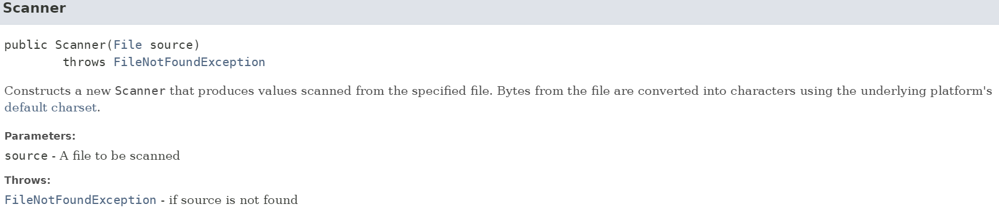 Scanner
public Scanner(File source)
        throws FileNotFoundException
Constructs a new Scanner that produces values scanned from the specified file. Bytes from the file are converted into characters using the underlying platform's
default charset.
Parameters:
source - A file to be scanned
Throws:
FileNotFoundException - if source is not found